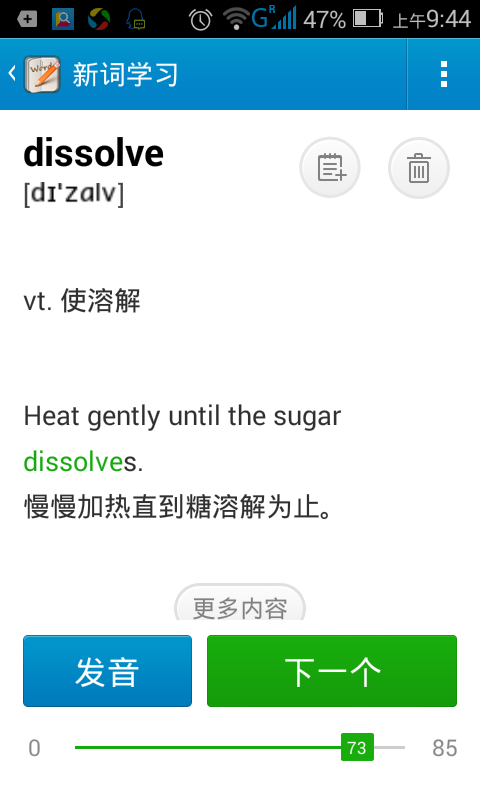 G R 47% 上午9:44
Words 新词学习
dissolve
[dɪ'zalv]
vt. 使溶解
Heat gently until the sugar
dissolves.
慢慢加热直到糖溶解为止。
更多内容
发音 下一个
0 73 85